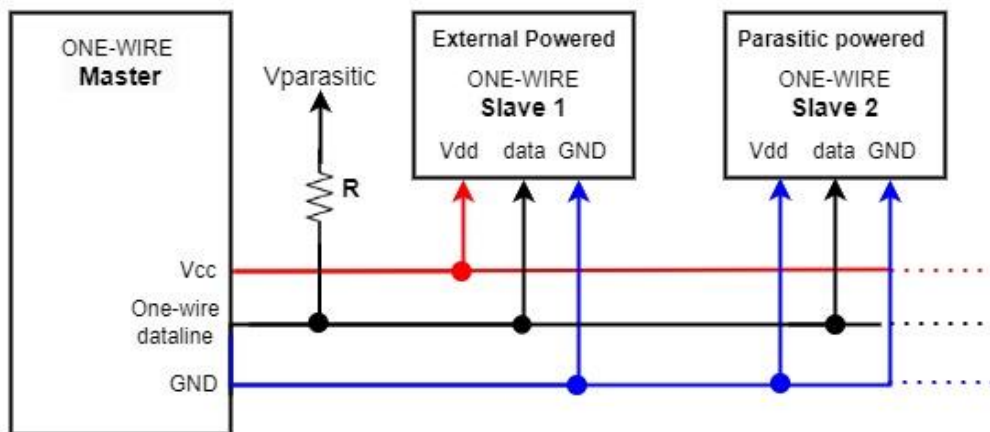 ONE-WIRE
Master
Vparasitic
R
External Powered
ONE-WIRE
Slave 1
Vdd data GND
Parasitic powered
ONE-WIRE
Slave 2
Vdd data GND
Vcc
One-wire
dataline
GND